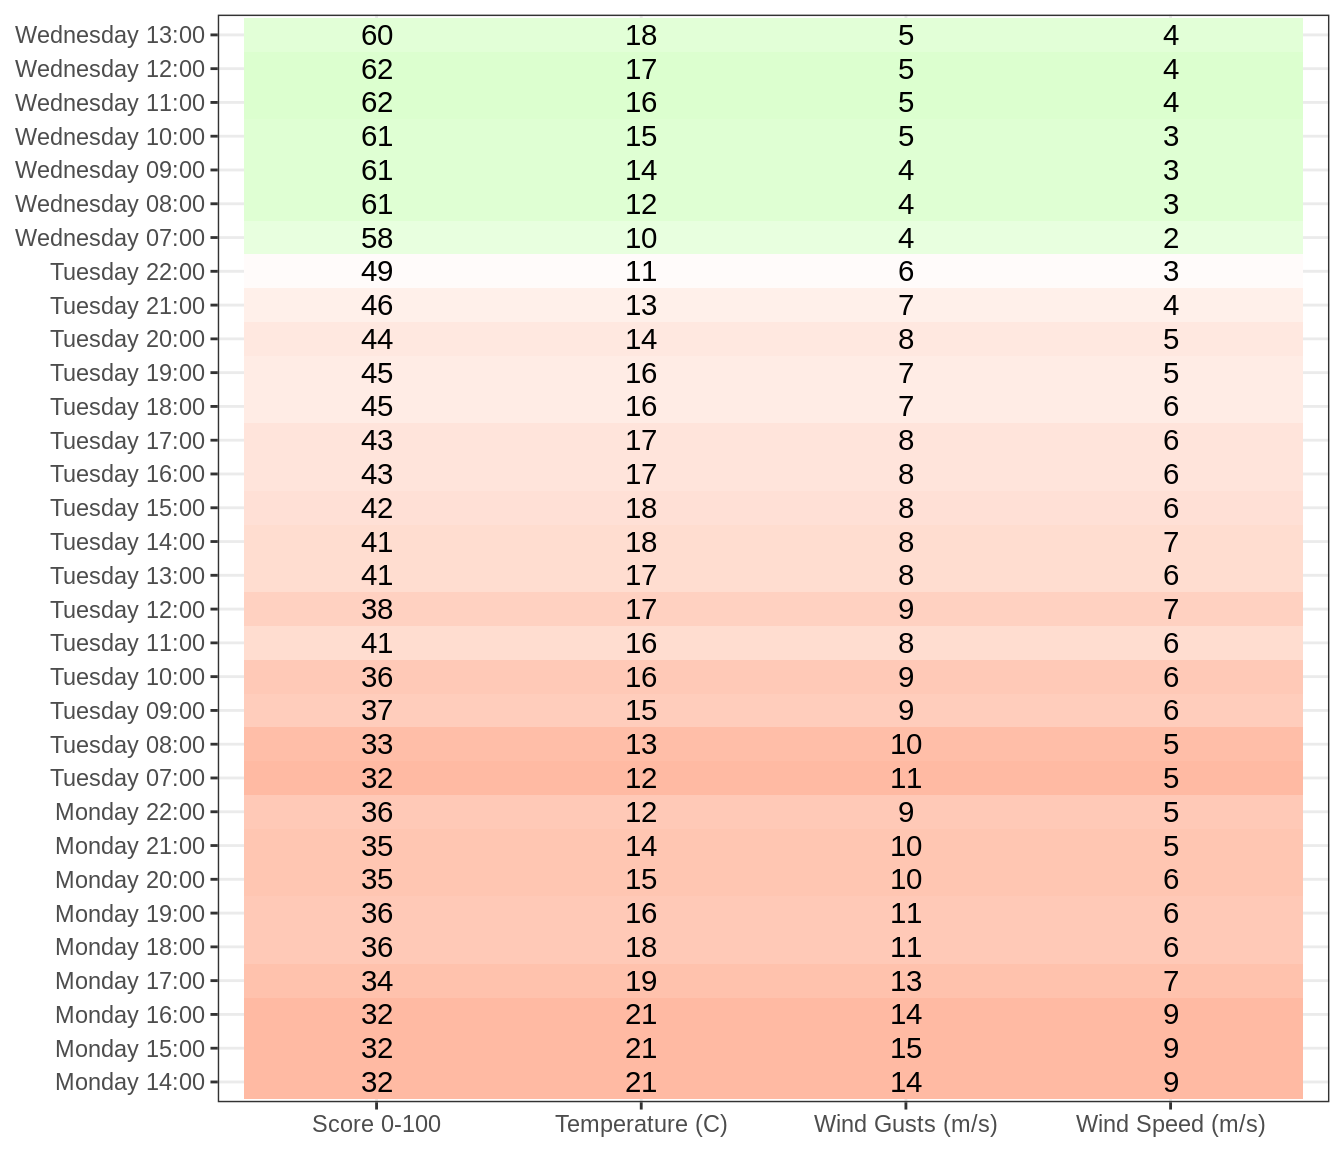 Wednesday 13:00 60 18 5 4
Wednesday 12:00 62 17 5 4
Wednesday 11:00 62 16 5 4
Wednesday 10:00 61 15 5 3
Wednesday 09:00 61 14 4 3
Wednesday 08:00 61 12 4 3
Wednesday 07:00 58 10 4 2
Tuesday 22:00 49 11 6 3
Tuesday 21:00 46 13 7 4
Tuesday 20:00 44 14 8 5
Tuesday 19:00 45 16 7 5
Tuesday 18:00 45 16 7 6
Tuesday 17:00 43 17 8 6
Tuesday 16:00 43 17 8 6
Tuesday 15:00 42 18 8 6
Tuesday 14:00 41 18 8 7
Tuesday 13:00 41 17 8 6
Tuesday 12:00 38 17 9 7
Tuesday 11:00 41 16 8 6
Tuesday 10:00 36 16 9 6
Tuesday 09:00 37 15 9 6
Tuesday 08:00 33 13 10 5
Tuesday 07:00 32 12 11 5
Monday 22:00 36 12 9 5
Monday 21:00 35 14 10 5
Monday 20:00 35 15 10 6
Monday 19:00 36 16 11 6
Monday 18:00 36 18 11 6
Monday 17:00 34 19 13 7
Monday 16:00 32 21 14 9
Monday 15:00 32 21 15 9
Monday 14:00 32 21 14 9
Score 0-100 Temperature (C) Wind Gusts (m/s) Wind Speed (m/s)